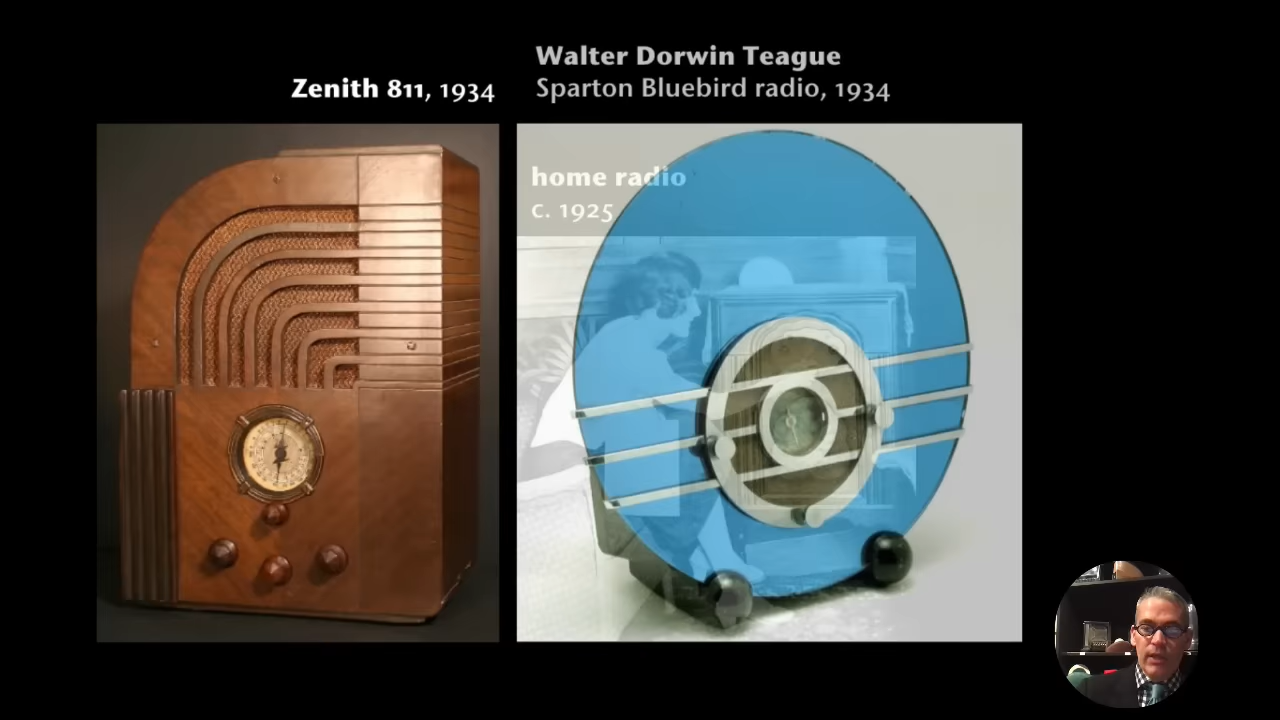 Walter Dorwin Teague
Zenith 811, 1934
Sparton Bluebird radio, 1934
home radio
c. 1925